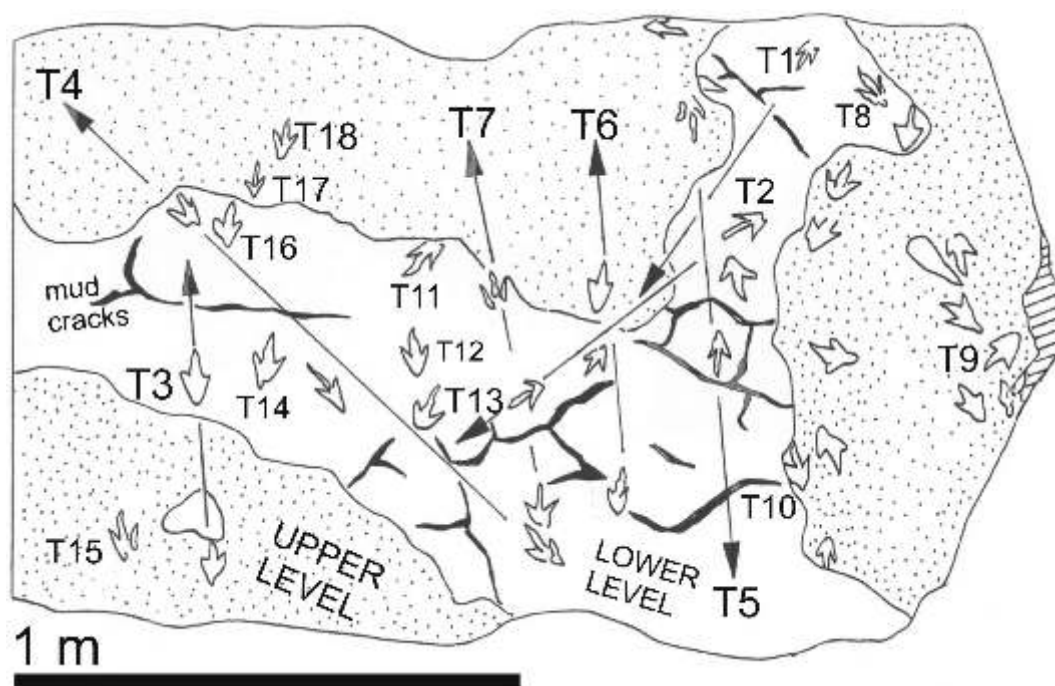 T1
T4
T8
T7
T6
T18
T17
T2
T16
mud
cracks
T11
T12
T9
T3
T14
T13
T10
T15
UPPER
LEVEL
LOWER
LEVEL
T5
1 m